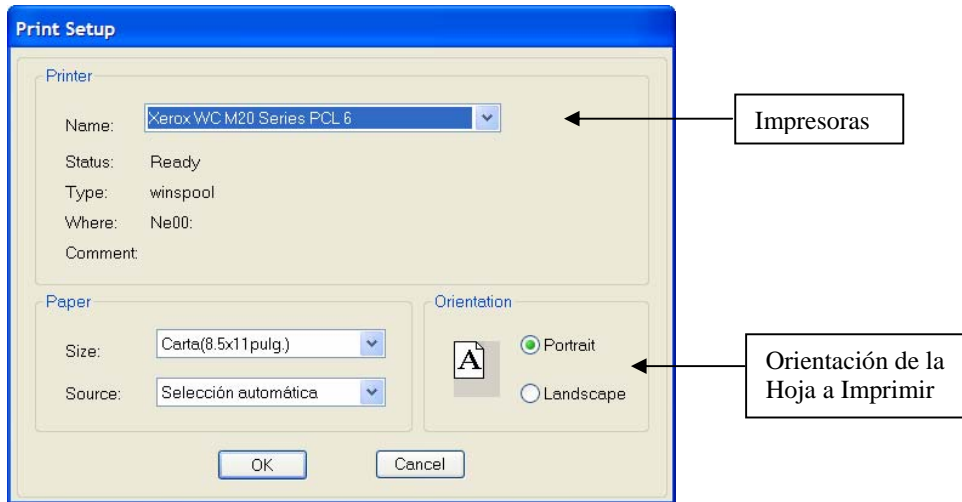 Print Setup
Printer
Name: Xerox WC M20 Series PCL 6
Impresoras
Status: Ready
Type: winspool
Where: Ne00:
Comment:
Paper
Size: Carta(8.5x11pulg.)
Source: Selección automática
Orientation
A
Portrait
Landscape
Orientación de la
Hoja a Imprimir
OK
Cancel